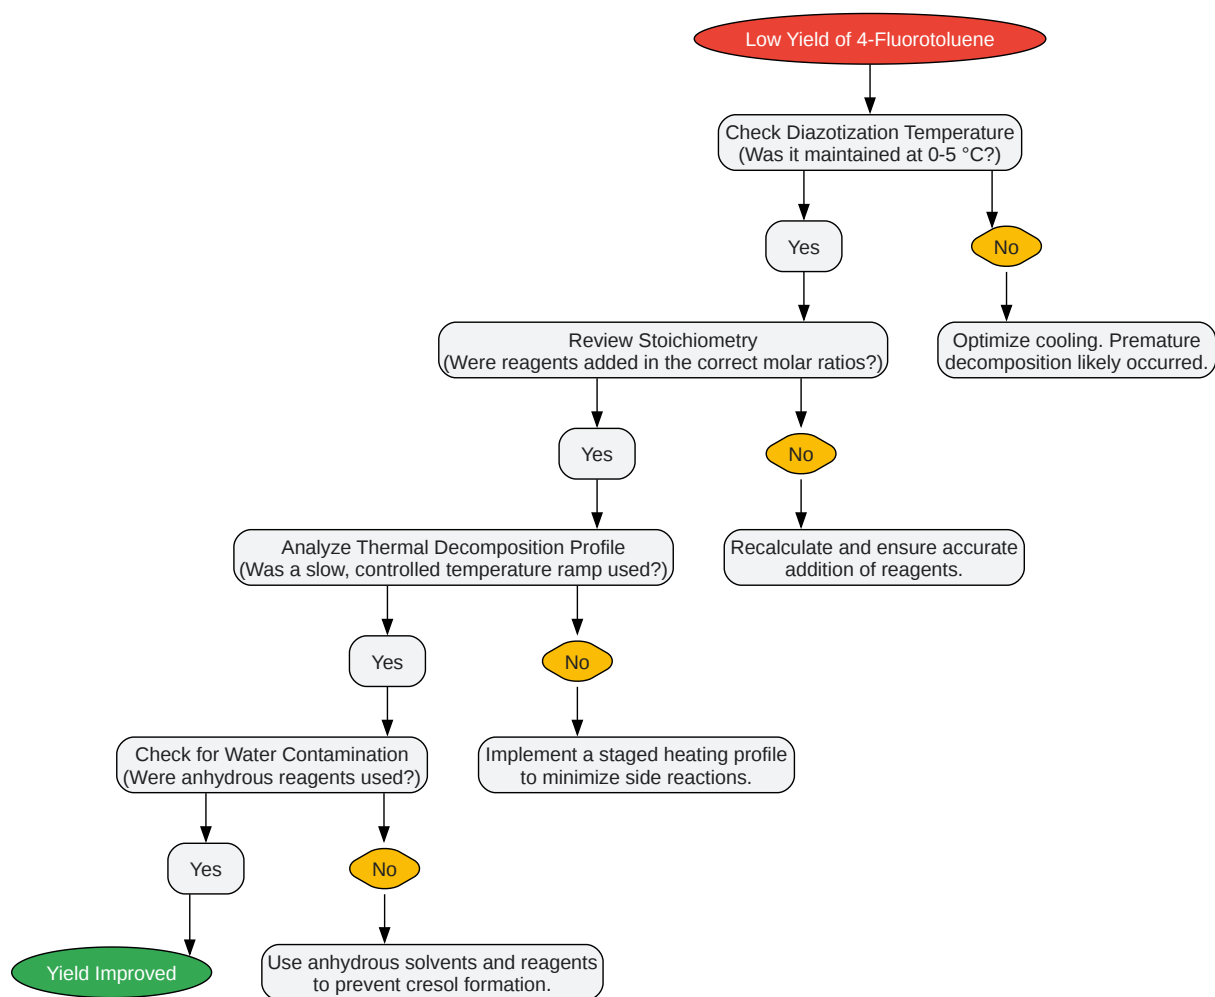 Low Yield of 4-Fluorotoluene
Check Diazotization Temperature
(Was it maintained at 0-5 °C?)
Yes
No
Review Stoichiometry
(Were reagents added in the correct molar ratios?)
Optimize cooling. Premature
decomposition likely occurred.
Yes
No
Analyze Thermal Decomposition Profile
(Was a slow, controlled temperature ramp used?)
Recalculate and ensure accurate
addition of reagents.
Yes
No
Check for Water Contamination
(Were anhydrous reagents used?)
Implement a staged heating profile
to minimize side reactions.
Yes
No
Yield Improved
Use anhydrous solvents and reagents
to prevent cresol formation.